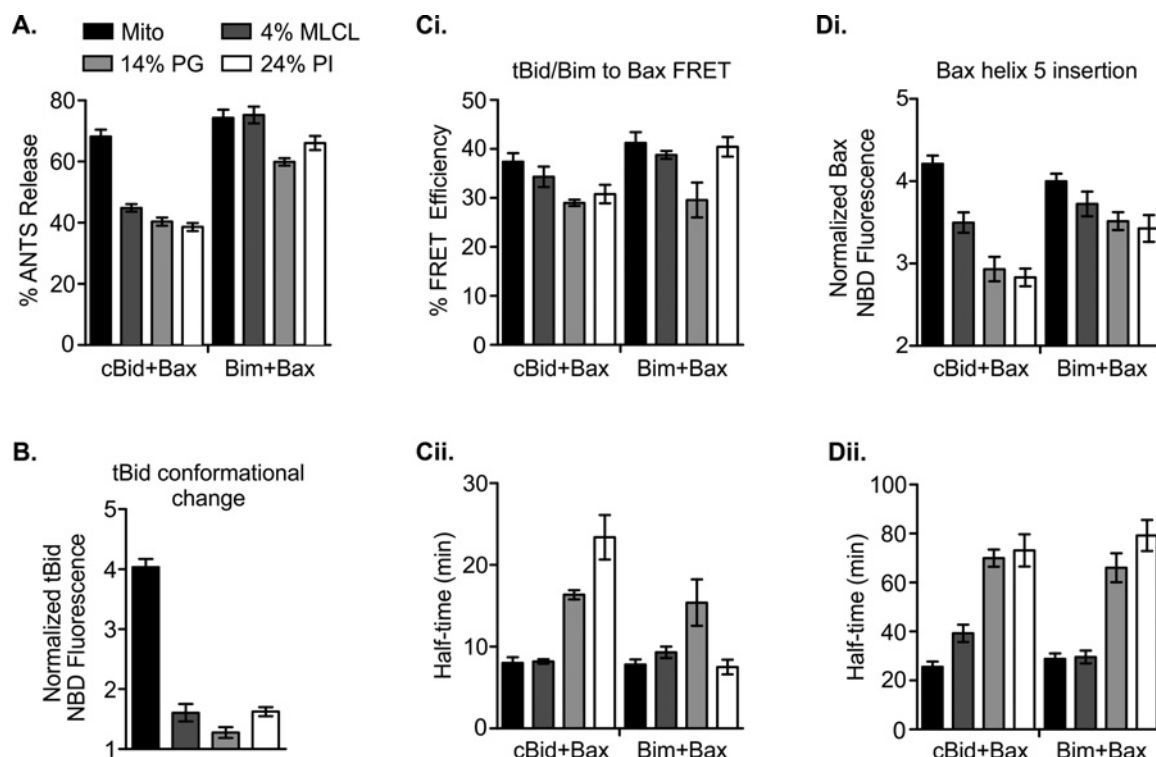 A.
Mito
4% MLCL
14% PG
24% PI
% ANTS Release
80
60
40
20
0
cBid+Bax
Bim+Bax
Ci.
tBid/Bim to Bax FRET
% FRET Efficiency
50
40
30
20
10
0
cBid+Bax
Bim+Bax
Di.
Bax helix 5 insertion
Normalized Bax
NBD Fluorescence
5
4
3
2
cBid+Bax
Bim+Bax
B.
tBid conformational
change
Normalized tBid
NBD Fluorescence
5
4
3
2
1
Cii.
Half-time (min)
30
20
10
0
cBid+Bax
Bim+Bax
Dii.
Half-time (min)
100
80
60
40
20
0
cBid+Bax
Bim+Bax